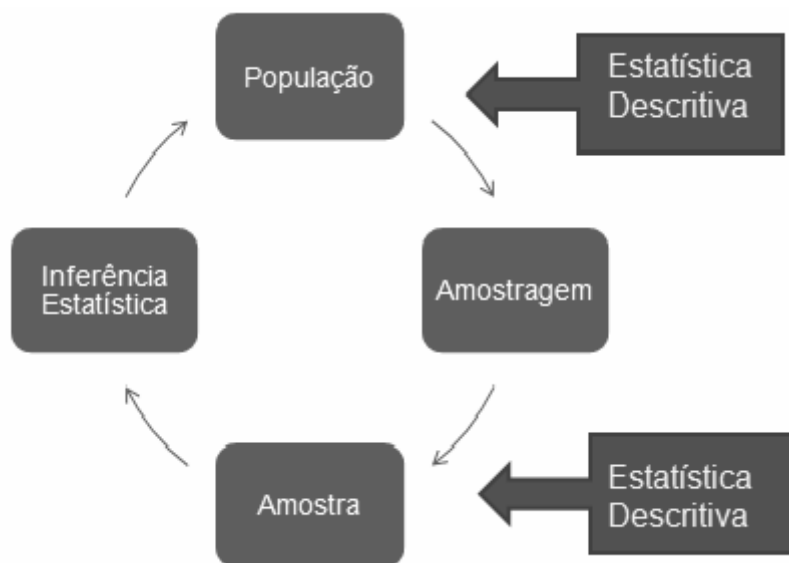 População
Estatística
Descritiva
Inferência
Estatística
Amostragem
Amostra
Estatística
Descritiva